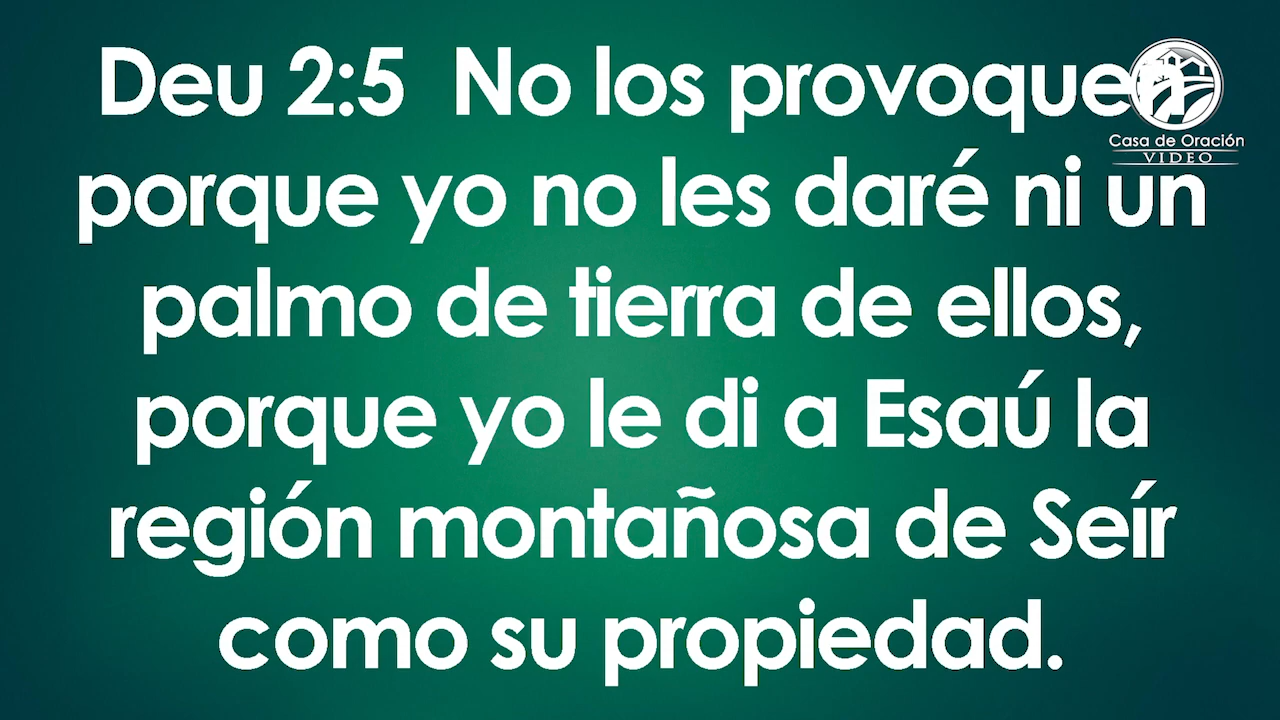 Deu 2:5 No los provoquen
porque yo no les daré ni un
palmo de tierra de ellos,
porque yo le di a Esaú la
región montañosa de Seír
como su propiedad.
Casa de Oración
VIDEO